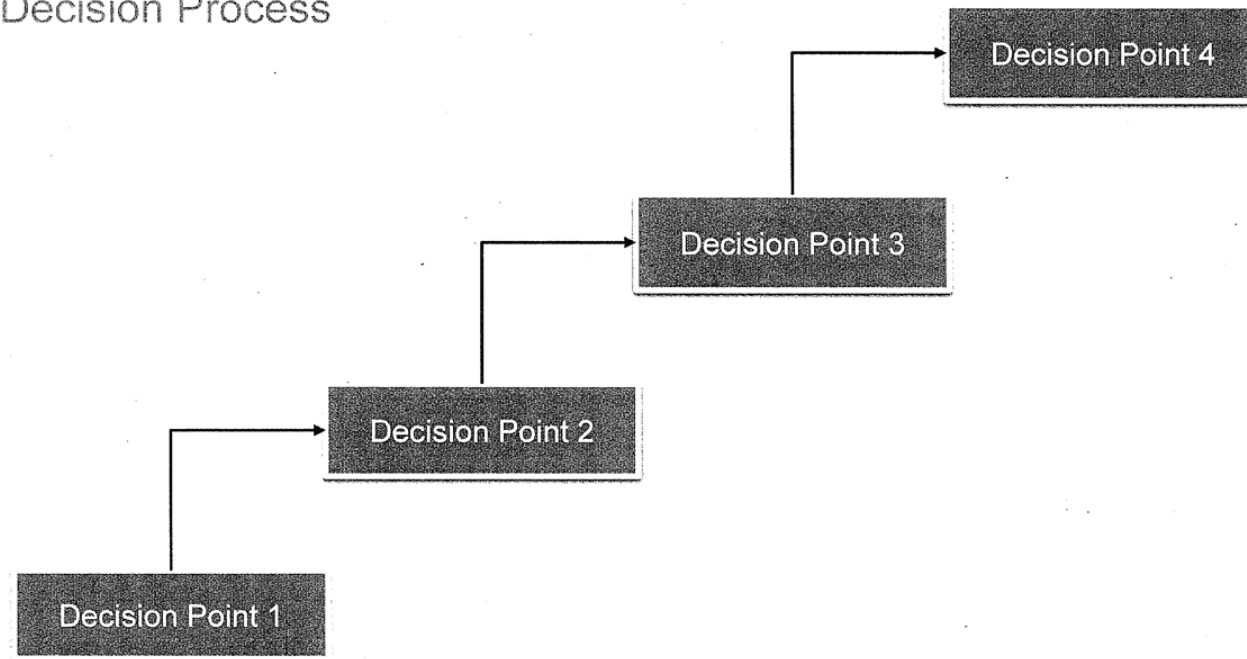 Decision Process
Decision Point 4
Decision Point 3
Decision Point 2
Decision Point 1